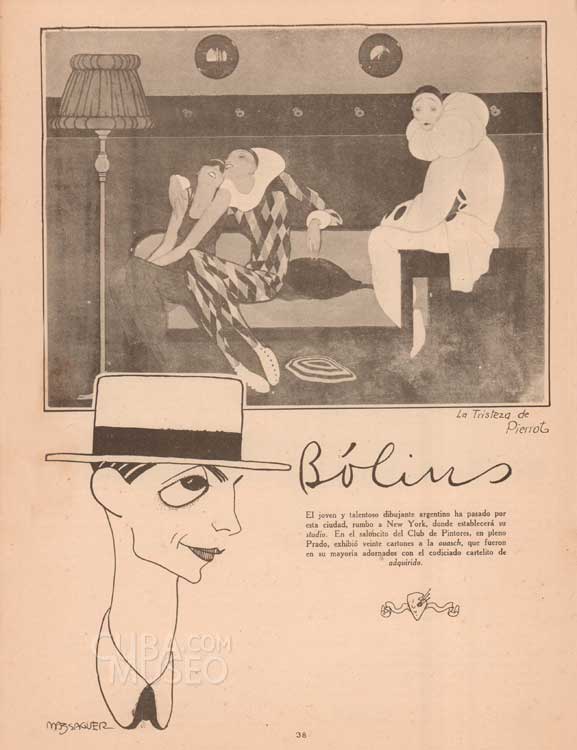 La Tristeza de
Pierrot
Bólius
El joven y talentoso dibujante argentino ha pasado por
esta ciudad, rumbo a New York, donde establecerá su
studio. En el saloncito del Club de Pintores, en pleno
Prado, exhibió veinte cartones a la ouasch, que fueron
en su mayoría adornados con el codiciado cartelito de
adquirido.
CUBA.COM
MUSEO
MASSAGUER
38